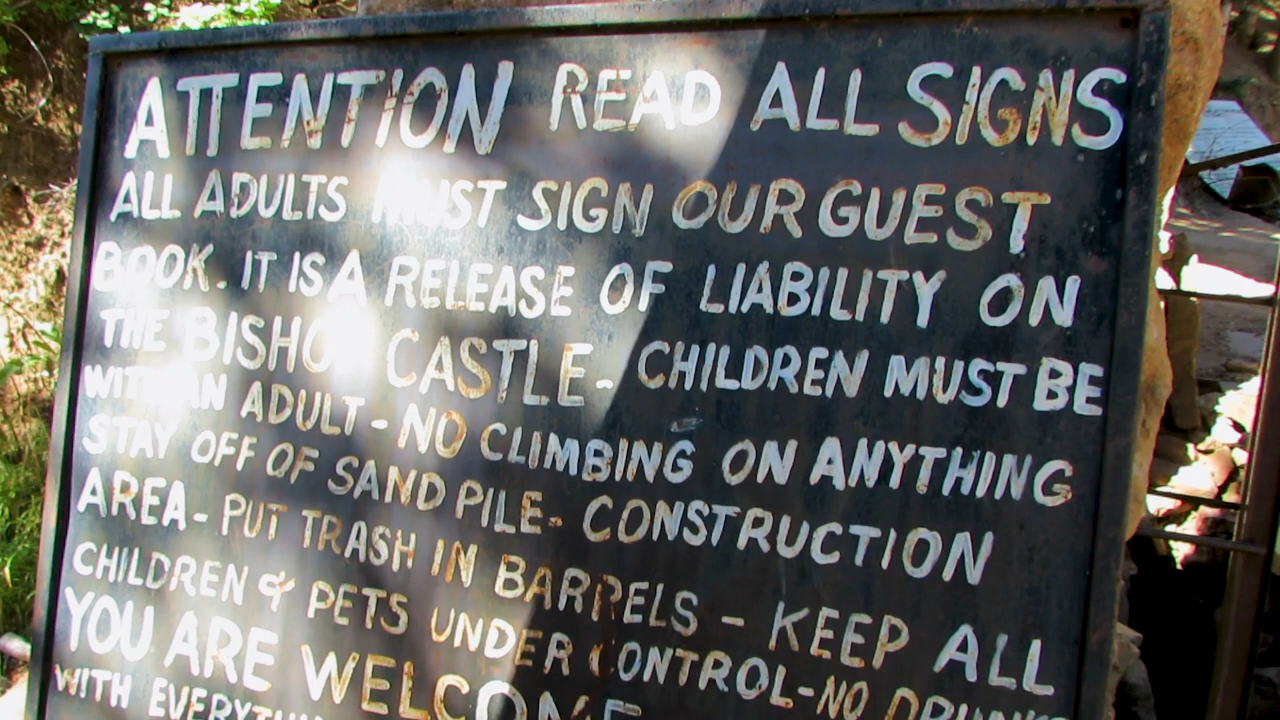 ATTENTION READ ALL SIGNS
ALL ADULTS MUST SIGN OUR GUEST
BOOK. IT IS A RELEASE OF LIABILITY ON
THE BISHOP CASTLE - CHILDREN MUST BE
WITH AN ADULT - NO CLIMBING ON ANYTHING
STAY OFF OF SAND PILE - CONSTRUCTION
AREA - PUT TRASH IN BARRELS - KEEP ALL
CHILDREN & PETS UNDER CONTROL - NO
YOU ARE WELCOME
WITH